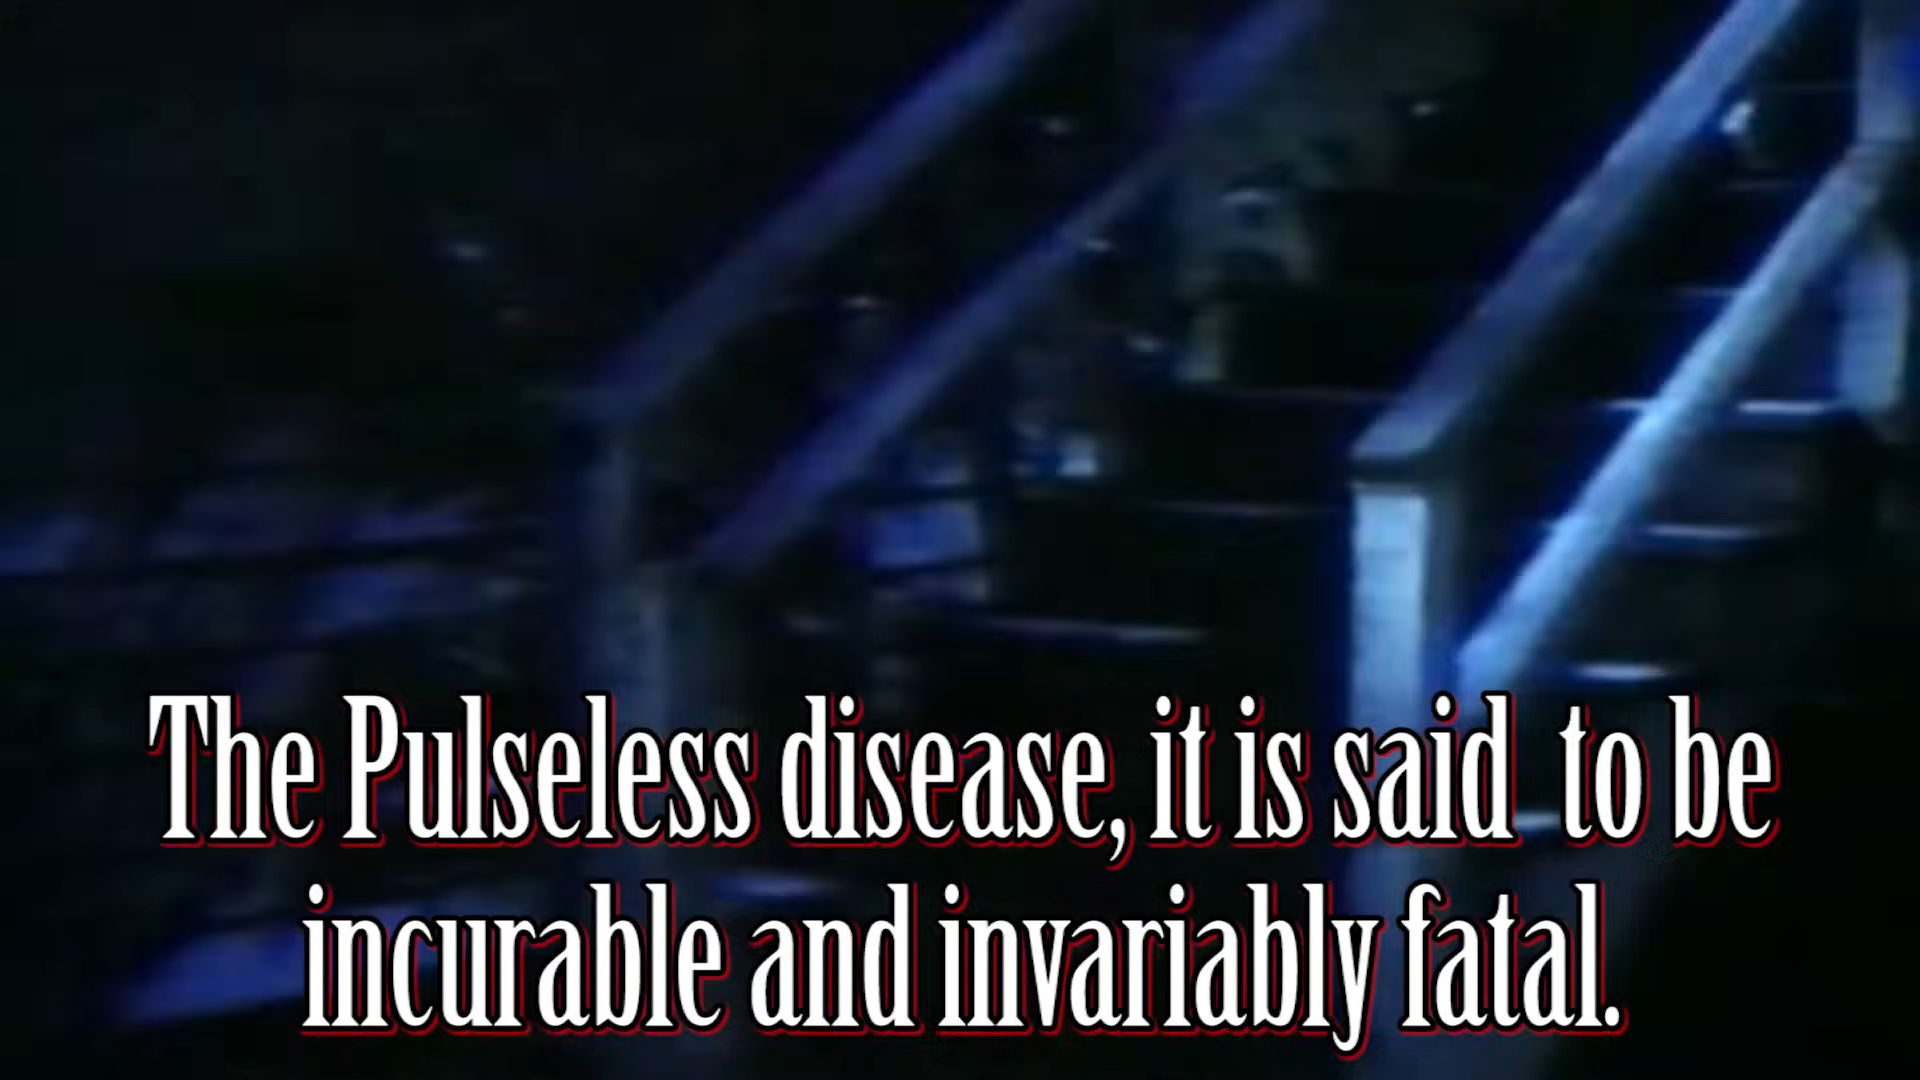 The Pulseless disease, it is said  to be
incurable and invariably fatal.